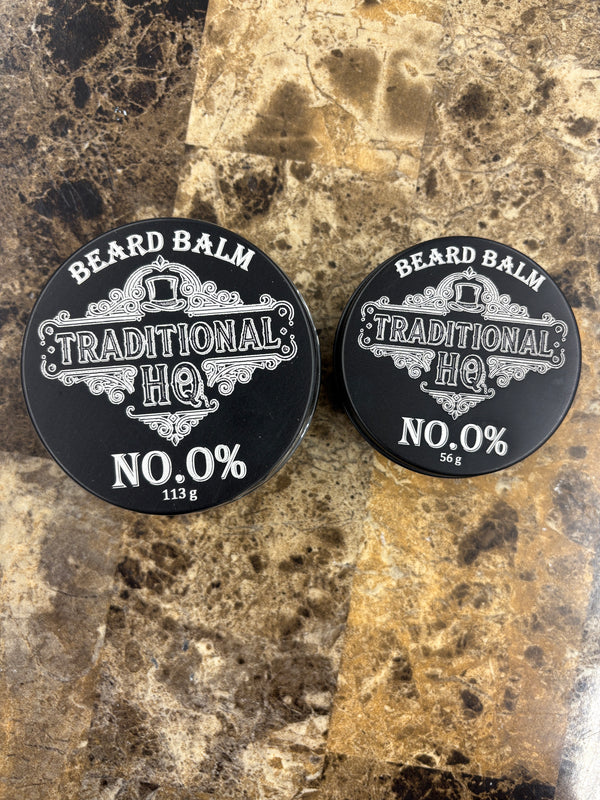 BEARD BALM
TRADITIONAL
HQ
NO.0%
113 g
BEARD BALM
TRADITIONAL
HQ
NO.0%
56 g